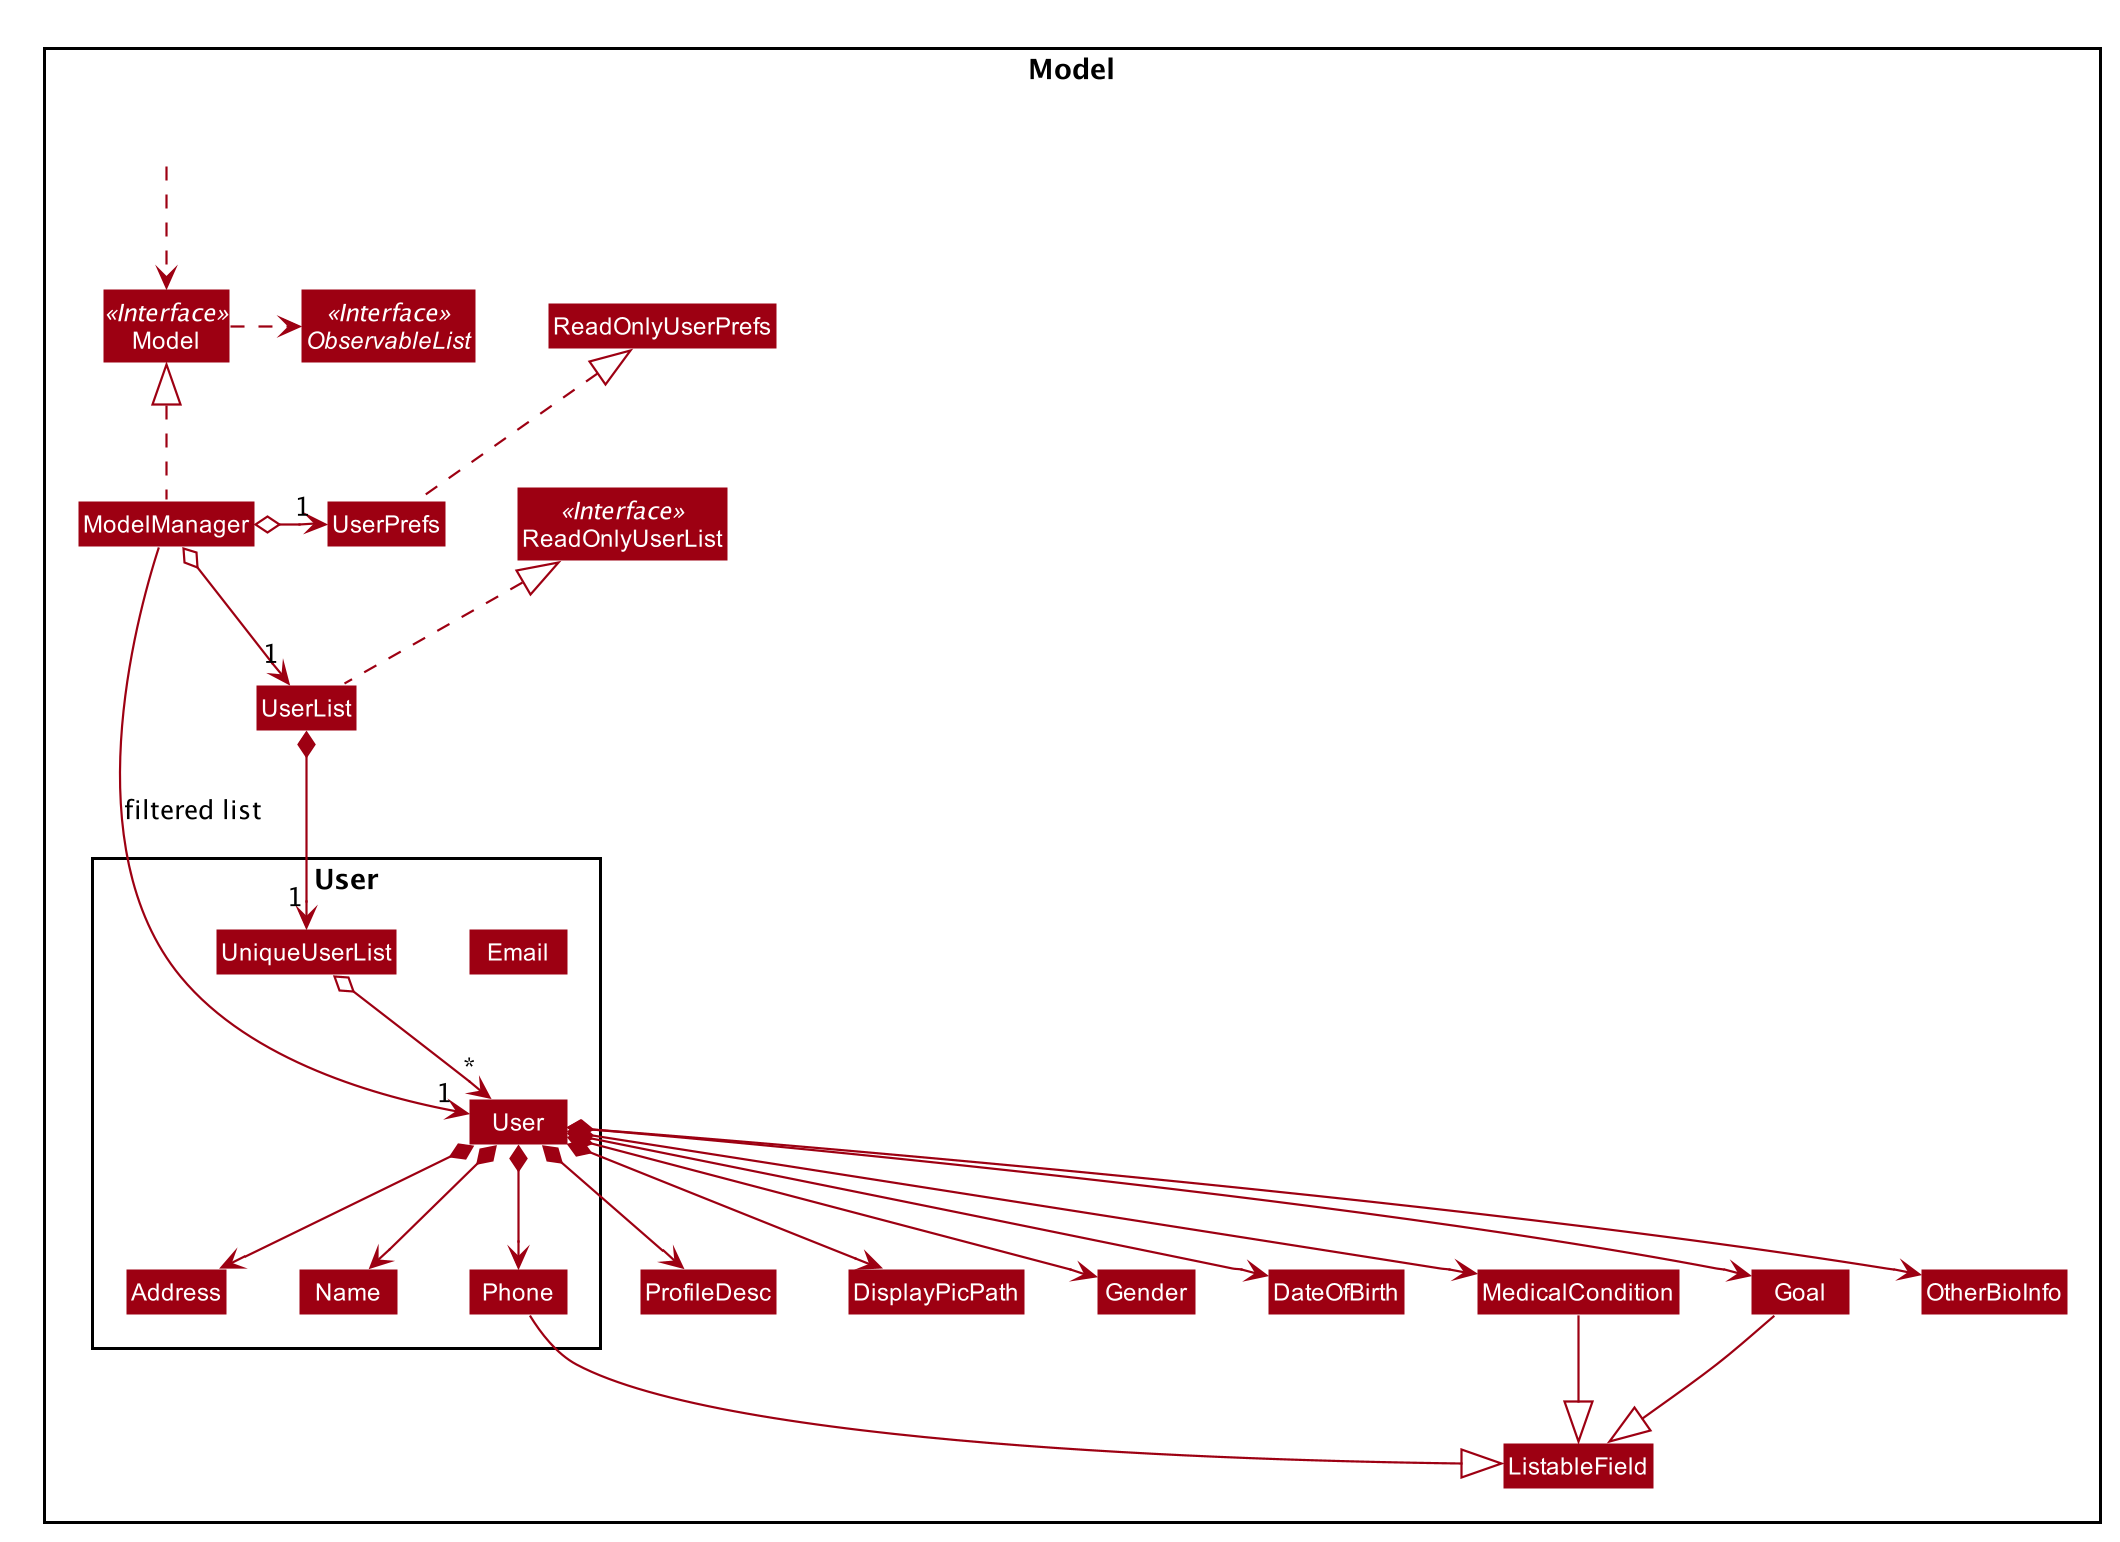 Model
«Interface»
Model
«Interface»
ObservableList
ReadOnlyUserPrefs
ModelManager
1
UserPrefs
«Interface»
ReadOnlyUserList
1
UserList
filtered list
User
1
UniqueUserList
Email
*
1
User
Address
Name
Phone
ProfileDesc
DisplayPicPath
Gender
DateOfBirth
MedicalCondition
Goal
OtherBioInfo
ListableField